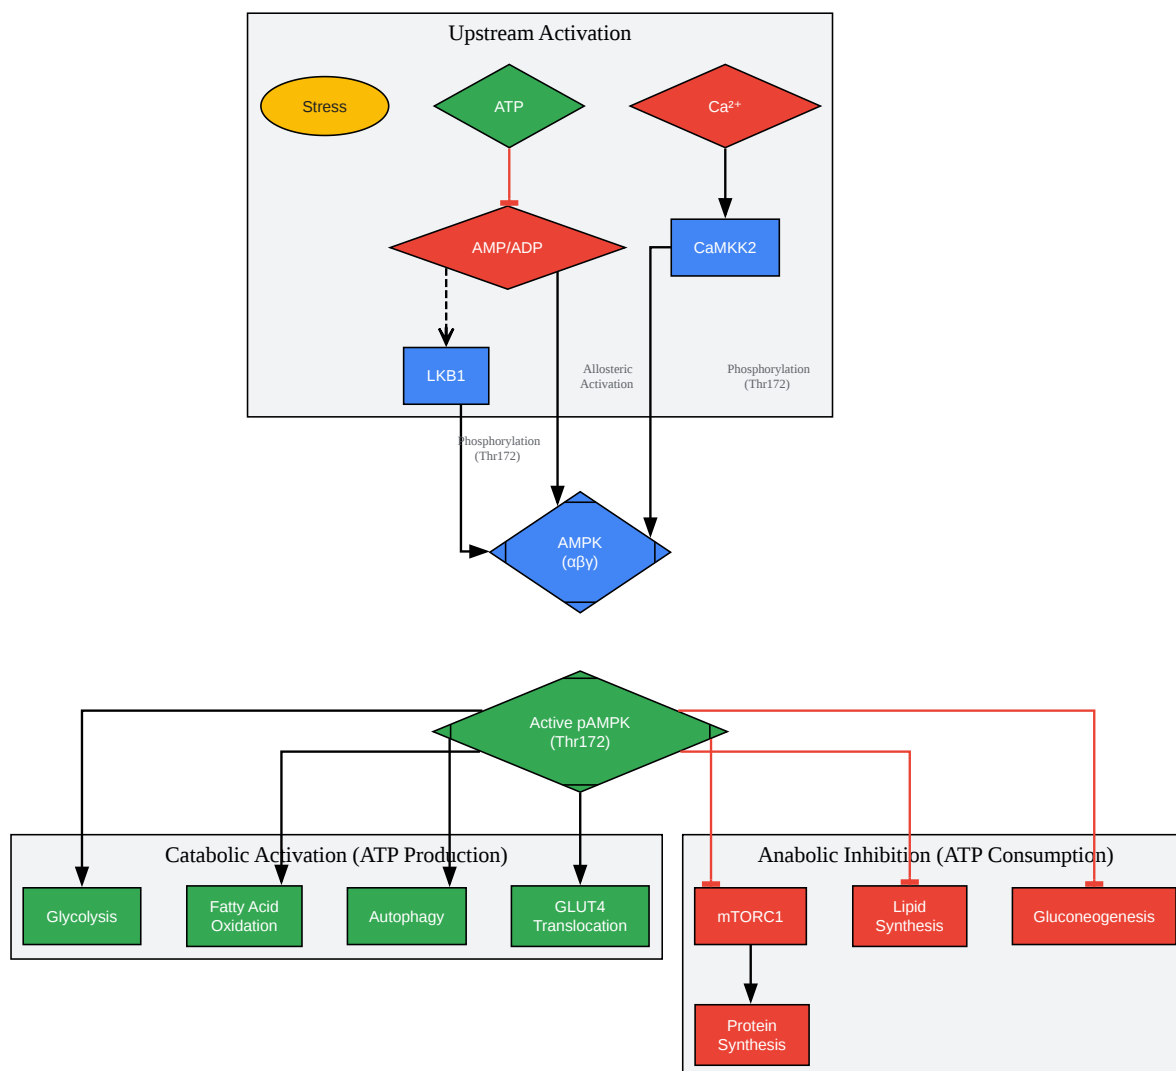 Upstream Activation
Stress
ATP
Ca²⁺
AMP/ADP
CaMKK2
LKB1
Allosteric
Activation
Phosphorylation
(Thr172)
Phosphorylation
(Thr172)
AMPK
(αβγ)
Active pAMPK
(Thr172)
Catabolic Activation (ATP Production)
Glycolysis
Fatty Acid
Oxidation
Autophagy
GLUT4
Translocation
Anabolic Inhibition (ATP Consumption)
mTORC1
Lipid
Synthesis
Gluconeogenesis
Protein
Synthesis